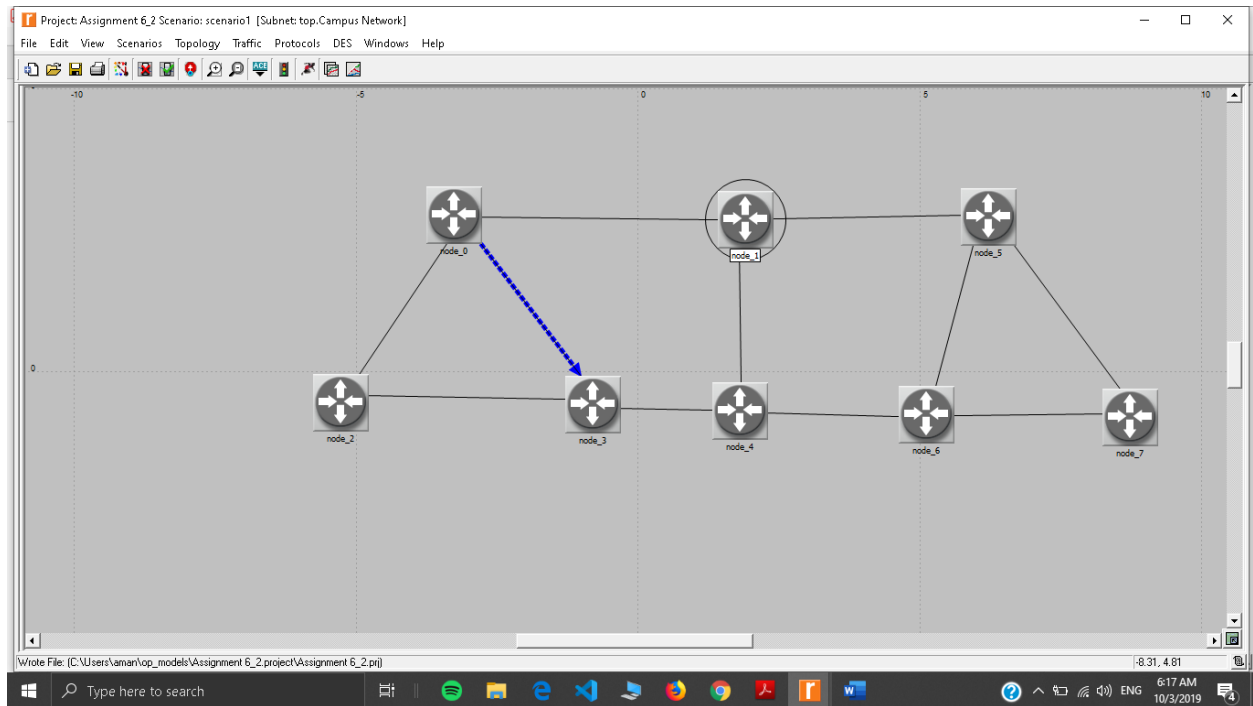 Project: Assignment 6_2 Scenario: scenario1 [Subnet: top.Campus Network]
File Edit View Scenarios Topology Traffic Protocols DES Windows Help
ACE
-10 -5 0 5 10
node_0
node_1
node_5
0
node_2
node_3
node_4
node_6
node_7
Wrote File: (C:\Users\aman\op_models\Assignment 6_2.project\Assignment 6_2.prj)
-8.31, 4.81
Type here to search
ENG
6:17 AM
10/3/2019
4